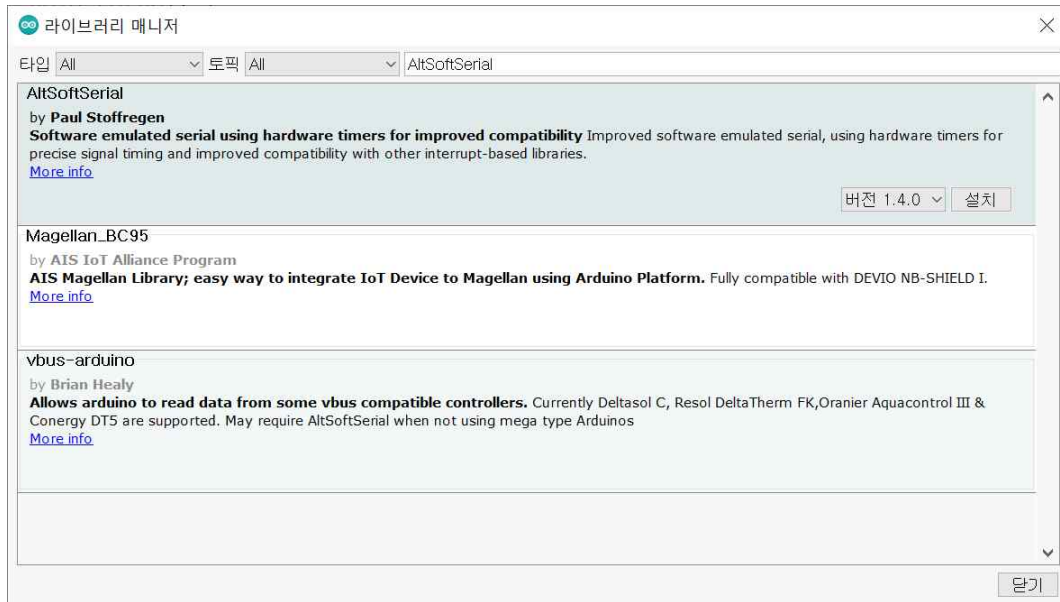 라이브러리 매니저
타입 All 토픽 All AltSoftSerial
AltSoftSerial
by Paul Stoffregen
Software emulated serial using hardware timers for improved compatibility Improved software emulated serial, using hardware timers for
precise signal timing and improved compatibility with other interrupt-based libraries.
More info
버전 1.4.0 설치
Magellan_BC95
by AIS IoT Alliance Program
AIS Magellan Library; easy way to integrate IoT Device to Magellan using Arduino Platform. Fully compatible with DEVIO NB-SHIELD I.
More info
vbus-arduino
by Brian Healy
Allows arduino to read data from some vbus compatible controllers. Currently Deltasol C, Resol DeltaTherm FK,Oranier Aquacontrol III &
Conergy DT5 are supported. May require AltSoftSerial when not using mega type Arduinos
More info
닫기